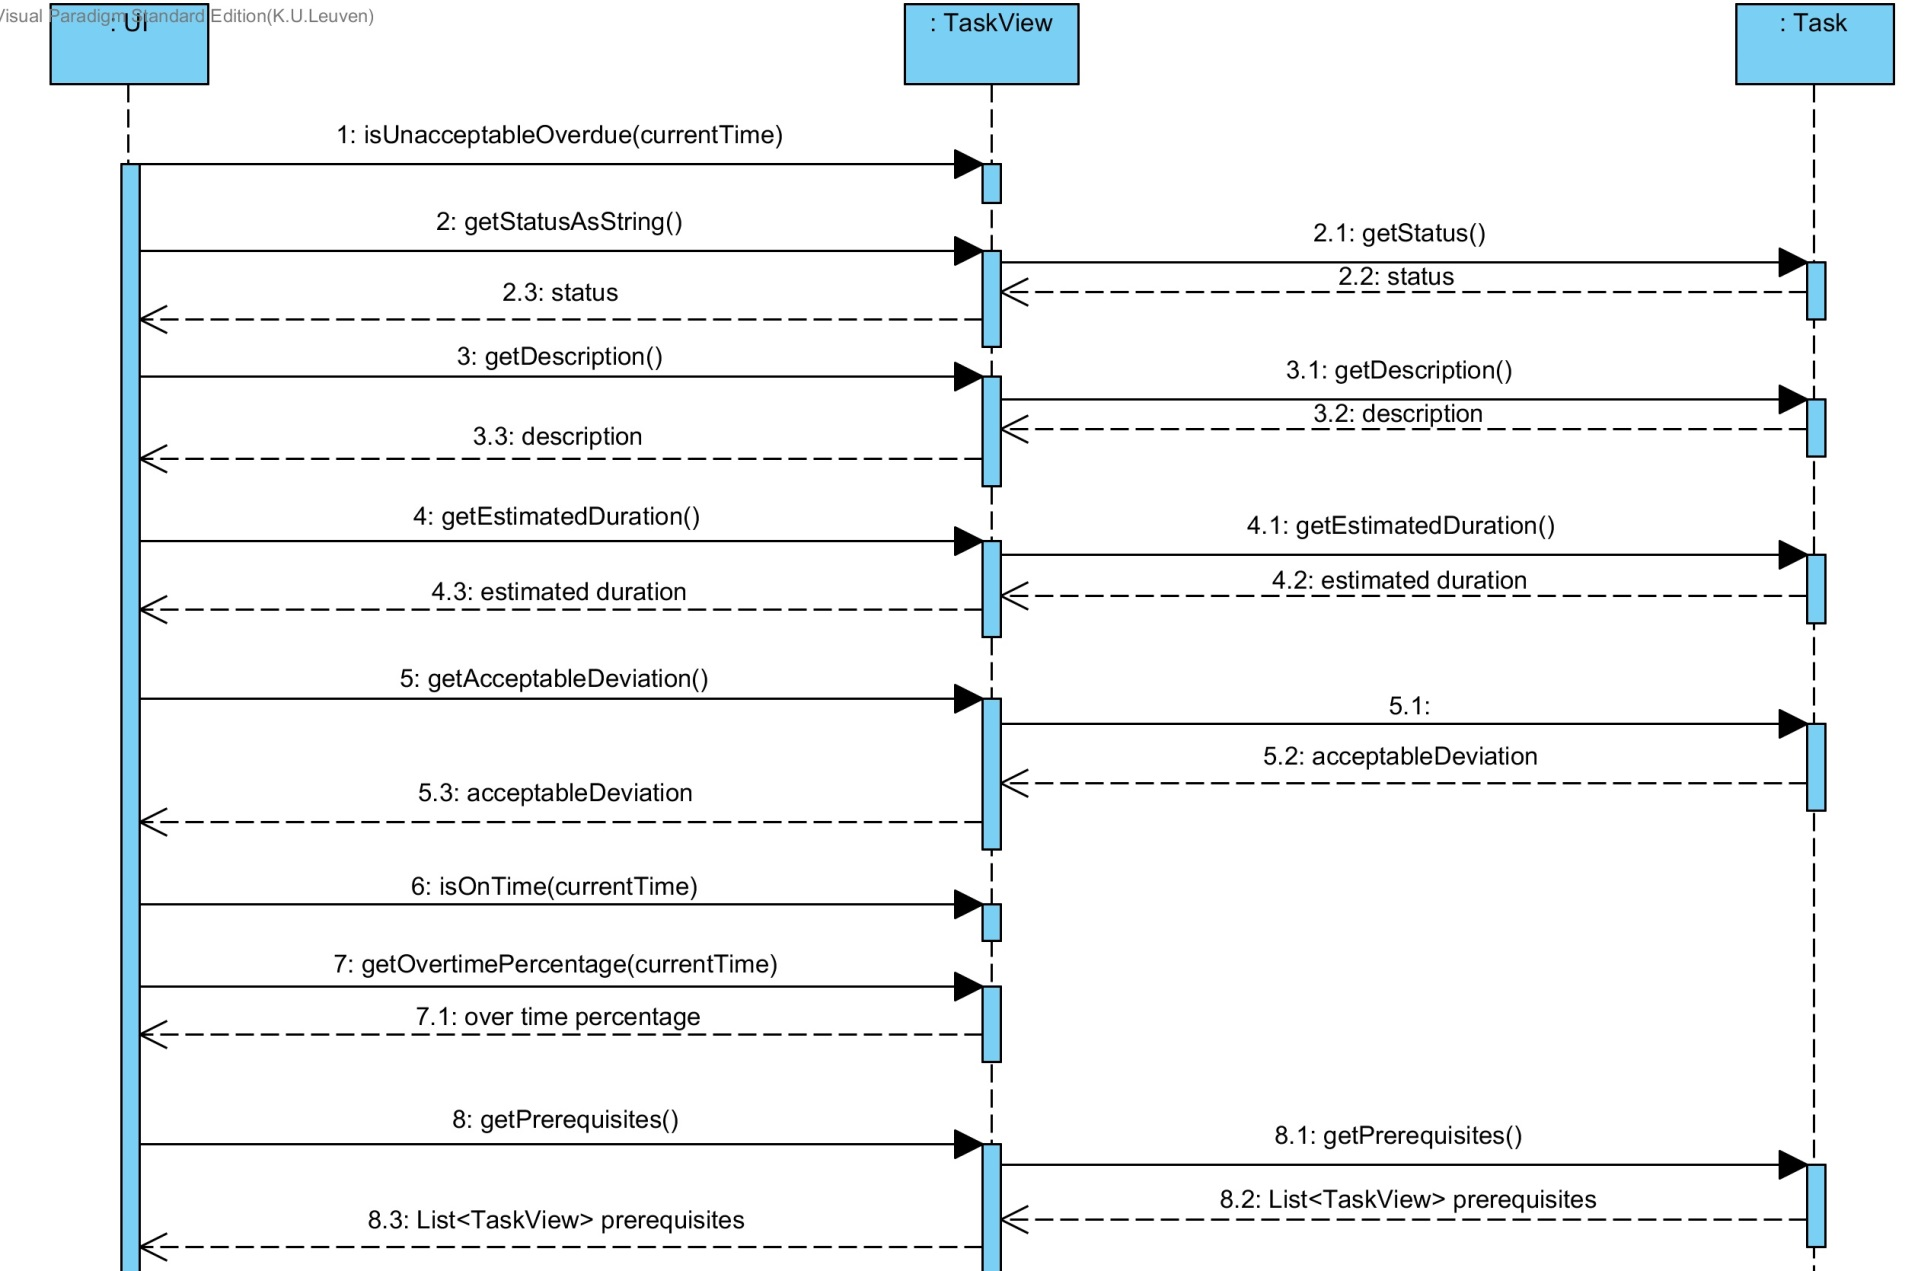 Visual Paradigm Standard Edition(K.U.Leuven)
: UI
: TaskView
: Task
1: isUnacceptableOverdue(currentTime)
2: getStatusAsString()
2.1: getStatus()
2.2: status
2.3: status
3: getDescription()
3.1: getDescription()
3.2: description
3.3: description
4: getEstimatedDuration()
4.1: getEstimatedDuration()
4.2: estimated duration
4.3: estimated duration
5: getAcceptableDeviation()
5.1:
5.2: acceptableDeviation
5.3: acceptableDeviation
6: isOnTime(currentTime)
7: getOvertimePercentage(currentTime)
7.1: over time percentage
8: getPrerequisites()
8.1: getPrerequisites()
8.2: List<TaskView> prerequisites
8.3: List<TaskView> prerequisites